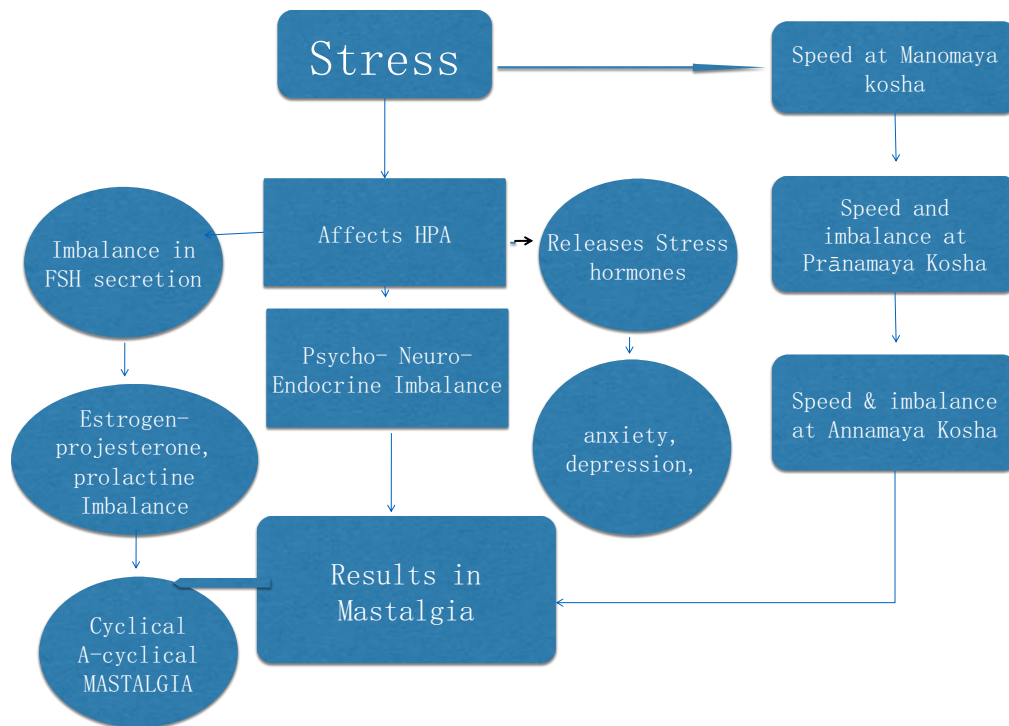 Stress
Speed at Manomaya
kosha
Affects HPA
Imbalance in
FSH secretion
Releases Stress
hormones
Speed and
imbalance at
Prānamaya Kosha
Psycho- Neuro-
Endocrine Imbalance
Estrogen-
projesterone,
prolactine
Imbalance
anxiety,
depression,
Speed & imbalance
at Annamaya Kosha
Results in
Mastalgia
Cyclical
A-cyclical
MASTALGIA